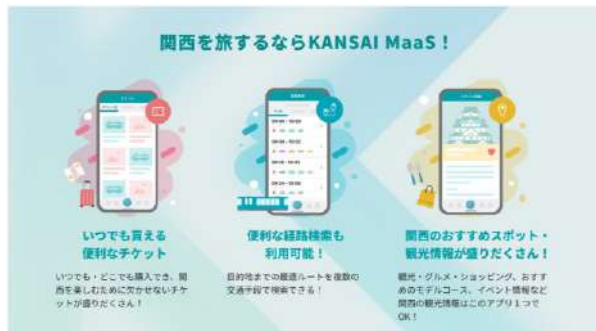 関西を旅するならKANSAI MaaS！
いつでも買える
便利なチケット
いつでも・どこでも購入でき、関
西を楽しむために欠かせないチケ
ットが盛りだくさん！
便利な経路検索も
利用可能！
目的地までの最適ルートを複数の
交通手段で検索できる！
関西のおすすめスポット・
観光情報が盛りだくさん！
観光・グルメ・ショッピング、おすす
めのモデルコース、イベント情報など
関西の観光情報はこのアプリ１つで
OK！